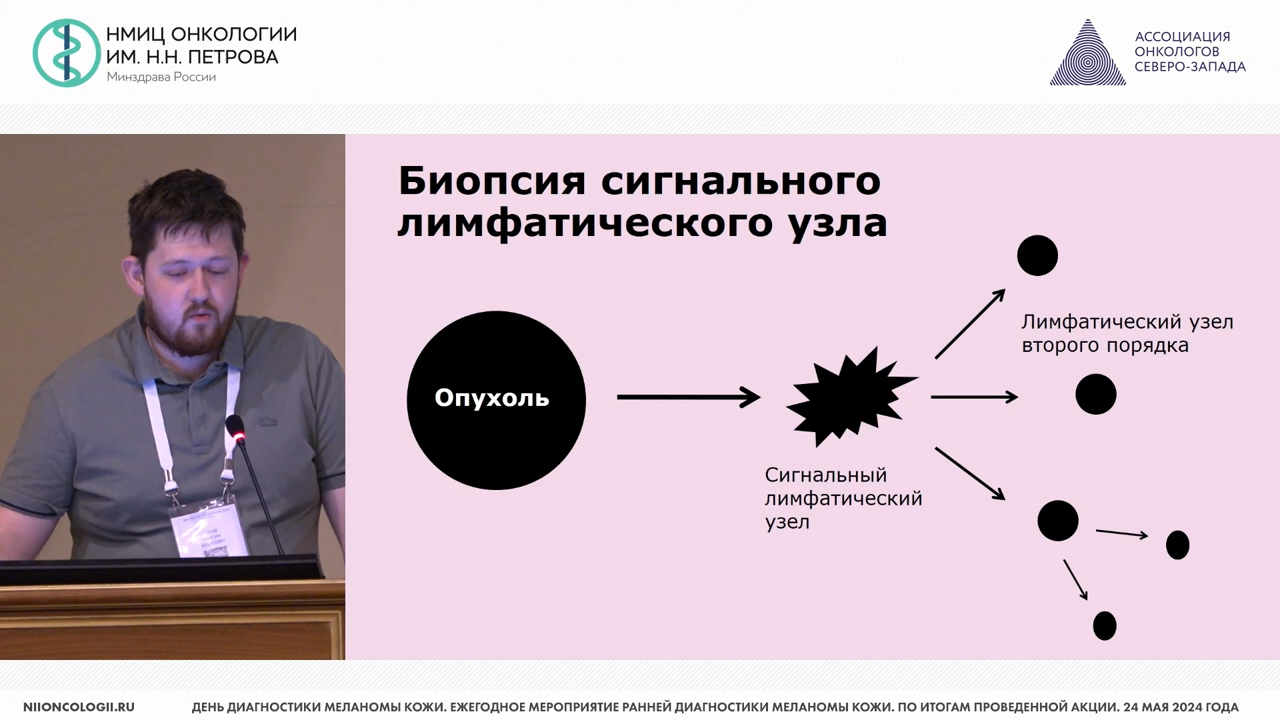 НМИЦ ОНКОЛОГИИ
ИМ. Н.Н. ПЕТРОВА
Минздрава России
АССОЦИАЦИЯ
ОНКОЛОГОВ
СЕВЕРО-ЗАПАДА
Биопсия сигнального
лимфатического узла
Лимфатический узел
второго порядка
Опухоль
Сигнальный
лимфатический
узел
NIIONCOLOGII.RU
ДЕНЬ ДИАГНОСТИКИ МЕЛАНОМЫ КОЖИ. ЕЖЕГОДНОЕ МЕРОПРИЯТИЕ РАННЕЙ ДИАГНОСТИКИ МЕЛАНОМЫ КОЖИ. ПО ИТОГАМ ПРОВЕДЕННОЙ АКЦИИ. 24 МАЯ 2024 ГОДА